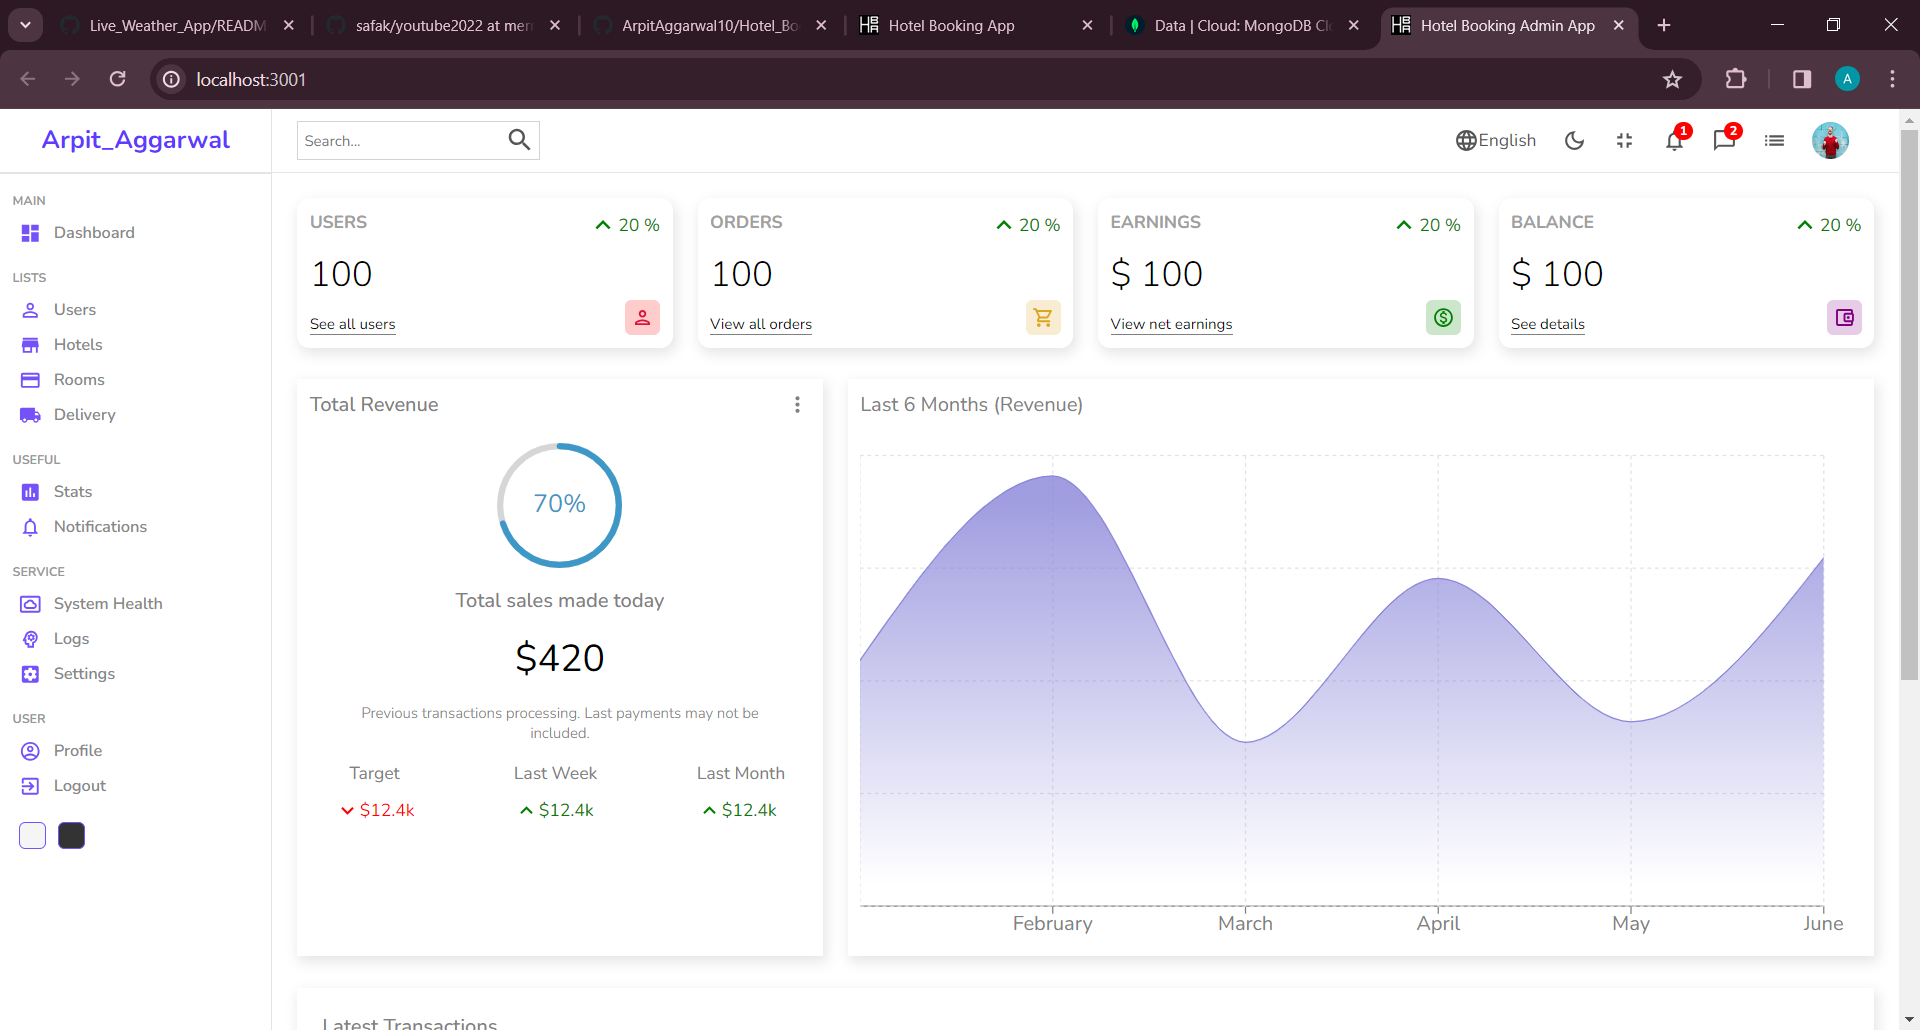 Live_Weather_App/READM
safak/youtube2022 at mer
ArpitAggarwal10/Hotel_Bo
Hotel Booking App
Data | Cloud: MongoDB Clo
Hotel Booking Admin App
localhost:3001
A
Arpit_Aggarwal
Search...
English
1
2
MAIN
Dashboard
LISTS
Users
Hotels
Rooms
Delivery
USEFUL
Stats
Notifications
SERVICE
System Health
Logs
Settings
USER
Profile
Logout
USERS
20 %
100
See all users
ORDERS
20 %
100
View all orders
EARNINGS
20 %
$ 100
View net earnings
BALANCE
20 %
$ 100
See details
Total Revenue
70%
Total sales made today
$420
Previous transactions processing. Last payments may not be
included.
Target
Last Week
Last Month
$12.4k
$12.4k
$12.4k
Last 6 Months (Revenue)
February
March
April
May
June
Latest Transactions